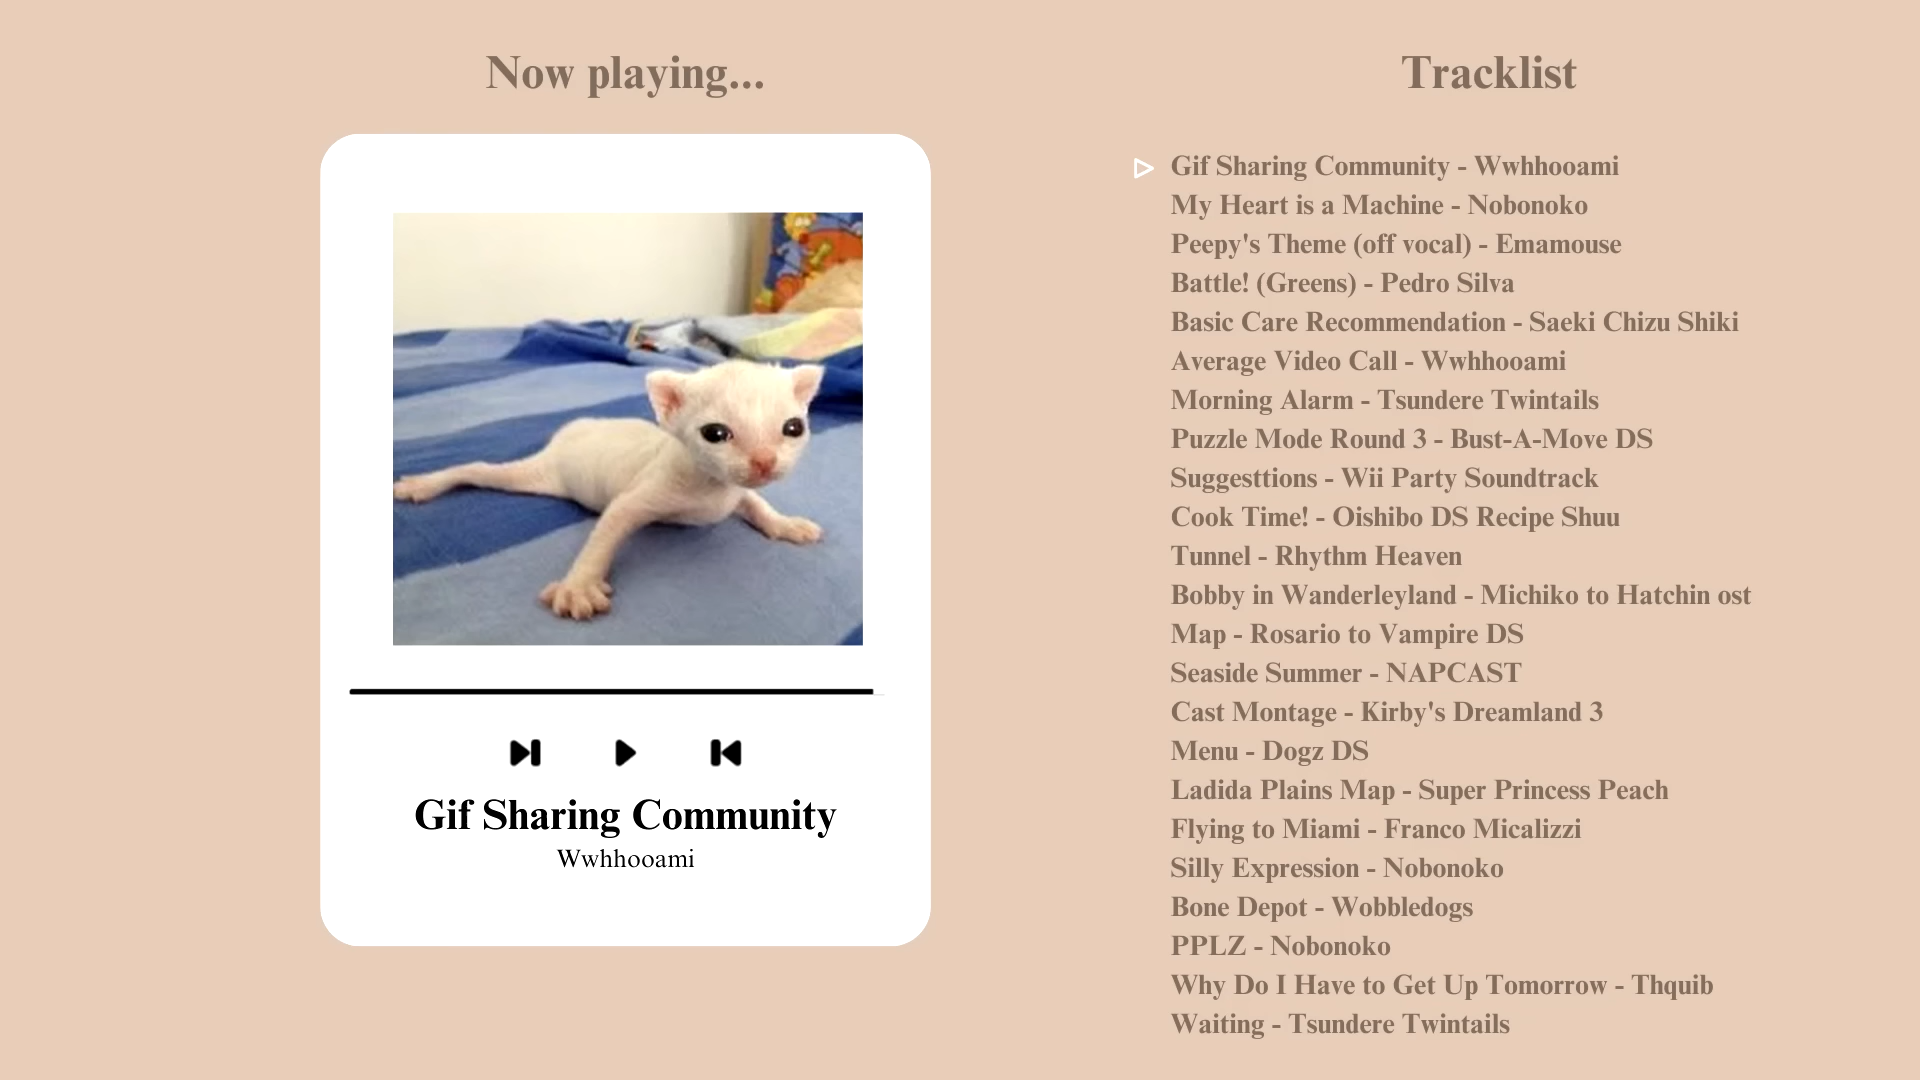 Now playing...
Gif Sharing Community
Wwhhooami
Tracklist
Gif Sharing Community - Wwhhooami
My Heart is a Machine - Nobonoko
Peepy's Theme (off vocal) - Emamouse
Battle! (Greens) - Pedro Silva
Basic Care Recommendation - Saeki Chizu Shiki
Average Video Call - Wwhhooami
Morning Alarm - Tsundere Twintails
Puzzle Mode Round 3 - Bust-A-Move DS
Suggesttions - Wii Party Soundtrack
Cook Time! - Oishibo DS Recipe Shuu
Tunnel - Rhythm Heaven
Bobby in Wanderleyland - Michiko to Hatchin ost
Map - Rosario to Vampire DS
Seaside Summer - NAPCAST
Cast Montage - Kirby's Dreamland 3
Menu - Dogz DS
Ladida Plains Map - Super Princess Peach
Flying to Miami - Franco Micalizzi
Silly Expression - Nobonoko
Bone Depot - Wobbledogs
PPLZ - Nobonoko
Why Do I Have to Get Up Tomorrow - Thquib
Waiting - Tsundere Twintails